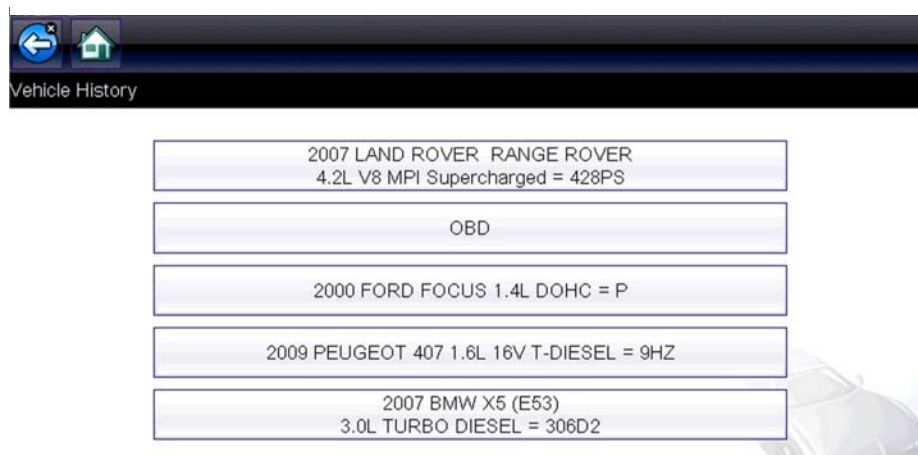 Vehicle History
2007 LAND ROVER  RANGE ROVER
4.2L V8 MPI Supercharged = 428PS
OBD
2000 FORD FOCUS 1.4L DOHC = P
2009 PEUGEOT 407 1.6L 16V T-DIESEL = 9HZ
2007 BMW X5 (E53)
3.0L TURBO DIESEL = 306D2